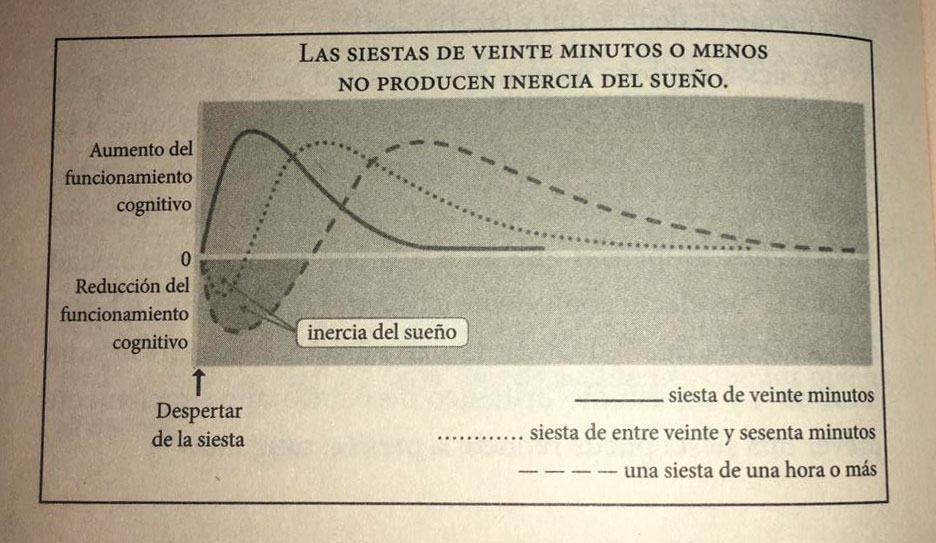 LAS SIESTAS DE VEINTE MINUTOS O MENOS
NO PRODUCEN INERCIA DEL SUEÑO.
Aumento del
funcionamiento
cognitivo
0
Reducción del
funcionamiento
cognitivo
inercia del sueño
Despertar
de la siesta
siesta de veinte minutos
siesta de entre veinte y sesenta minutos
una siesta de una hora o más